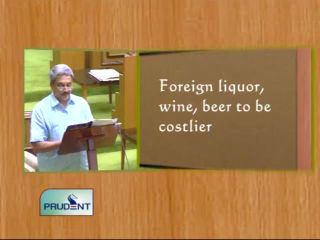 Foreign liquor,
wine, beer to be
costlier
PRUDENT